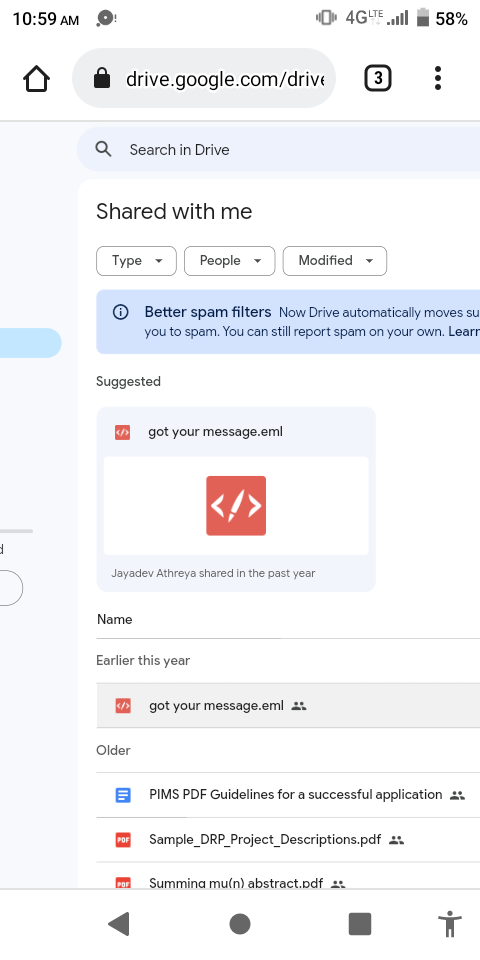 10:59 AM
4G LTE
58%
drive.google.com/drive
3
Search in Drive
Shared with me
Type
People
Modified
Better spam filters Now Drive automatically moves su
you to spam. You can still report spam on your own. Learn
Suggested
got your message.eml
Jayadev Athreya shared in the past year
d
Name
Earlier this year
got your message.eml
Older
PIMS PDF Guidelines for a successful application
PDF
Sample_DRP_Project_Descriptions.pdf
PDF
Summing mu(n) abstract.pdf